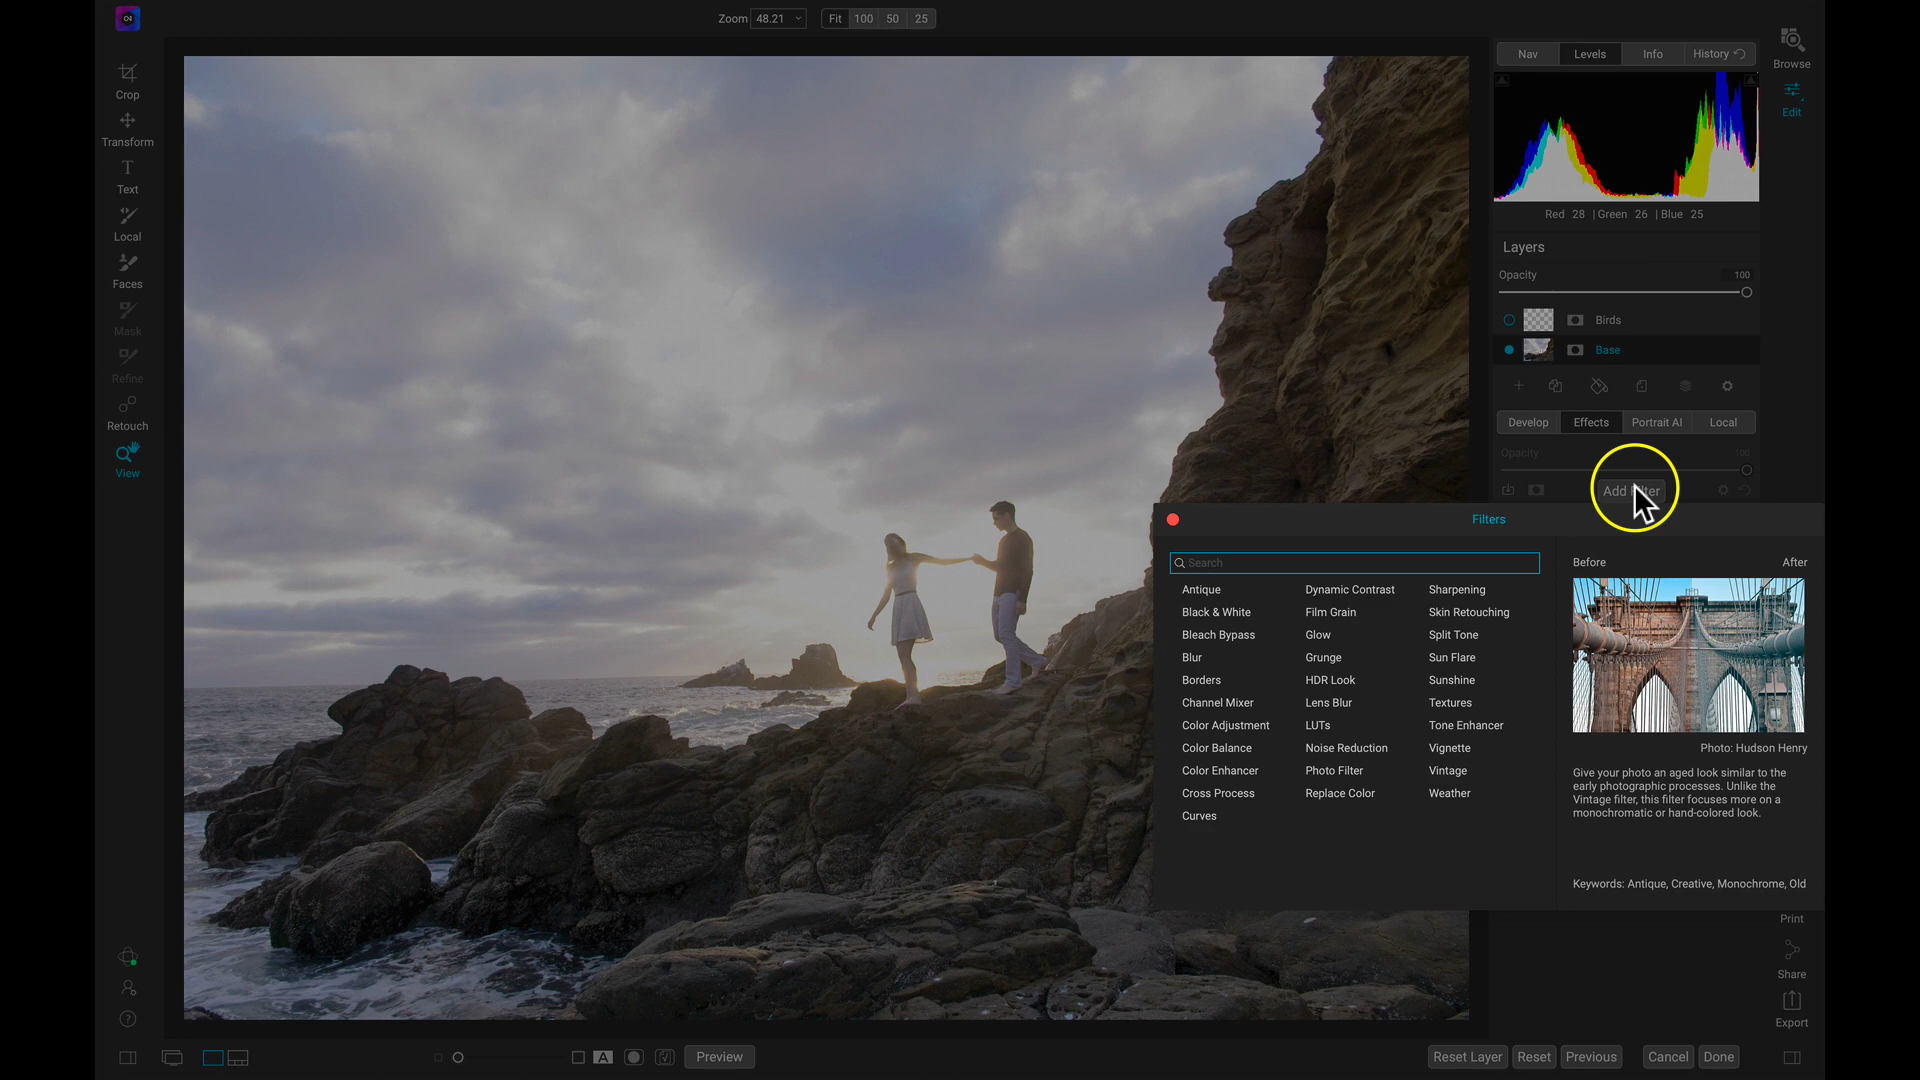 Zoom 48.21 Fit 100 50 25
Crop
Transform
Text
Local
Faces
Mask
Refine
Retouch
View
Nav Levels Info History
Browse
Edit
Red 28 | Green 26 | Blue 25
Layers
Opacity 100
Birds
Base
Develop Effects Portrait AI Local
Opacity 100
Add
Filters
Search
Antique
Black & White
Bleach Bypass
Blur
Borders
Channel Mixer
Color Adjustment
Color Balance
Color Enhancer
Cross Process
Curves
Dynamic Contrast
Film Grain
Glow
Grunge
HDR Look
Lens Blur
LUTs
Noise Reduction
Photo Filter
Replace Color
Sharpening
Skin Retouching
Split Tone
Sun Flare
Sunshine
Textures
Tone Enhancer
Vignette
Vintage
Weather
Before After
Photo: Hudson Henry
Give your photo an aged look similar to the
early photographic processes. Unlike the
Vintage filter, this filter focuses more on a
monochromatic or hand-colored look.
Keywords: Antique, Creative, Monochrome, Old
Print
Share
Export
A Preview
Reset Layer Reset Previous Cancel Done